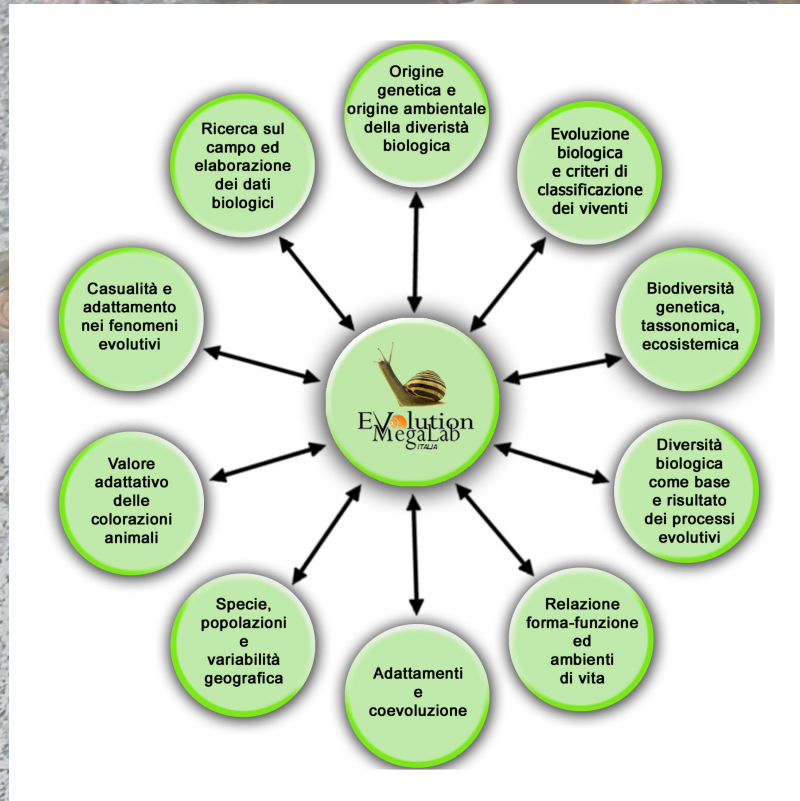 Origine
genetica e
origine ambientale
della diveristà
biologica
Evoluzione
biologica
e criteri di
classificazione
dei viventi
Biodiversità
genetica,
tassonomica,
ecosistemica
Diversità
biologica
come base
e risultato
dei processi
evolutivi
Relazione
forma-funzione
ed
ambienti
di vita
Adattamenti
e
coevoluzione
Specie,
popolazioni
e
variabilità
geografica
Valore
adattativo
delle
colorazioni
animali
Casualità e
adattamento
nei fenomeni
evolutivi
Ricerca sul
campo ed
elaborazione
dei dati
biologici
Evolution
MegaLab
ITALIA